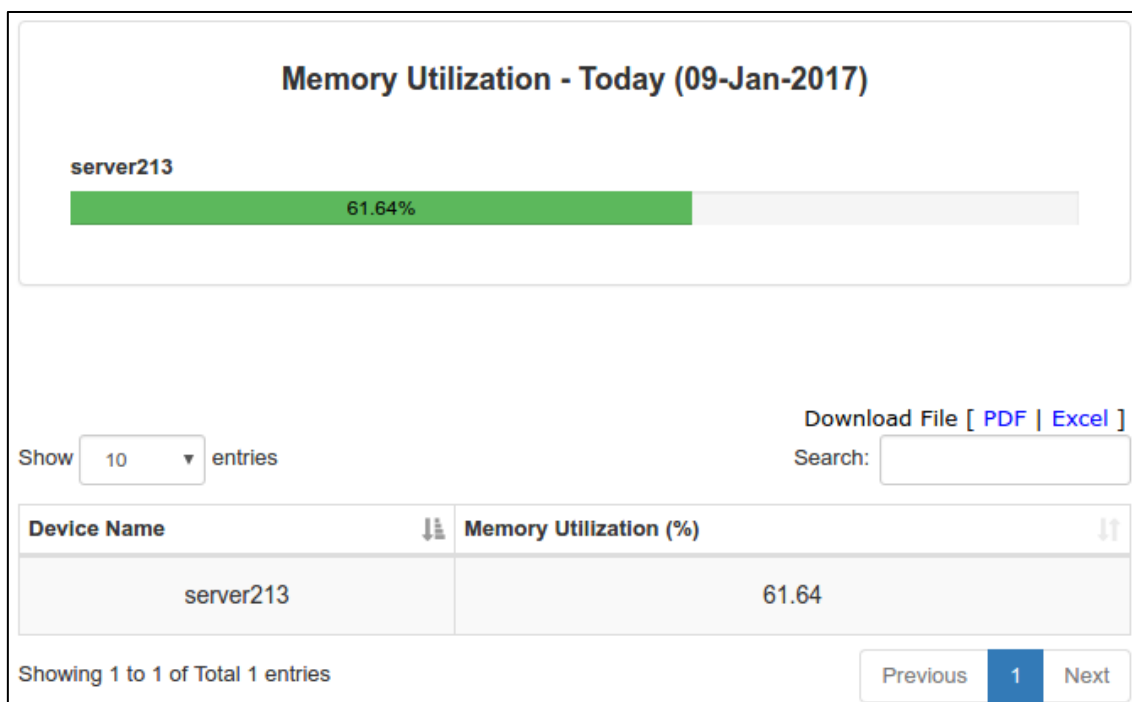 Memory Utilization - Today (09-Jan-2017)
server213
61.64%
Download File [ PDF | Excel ]
Show 10 entries Search:
Device Name Memory Utilization (%)
server213 61.64
Showing 1 to 1 of Total 1 entries Previous 1 Next